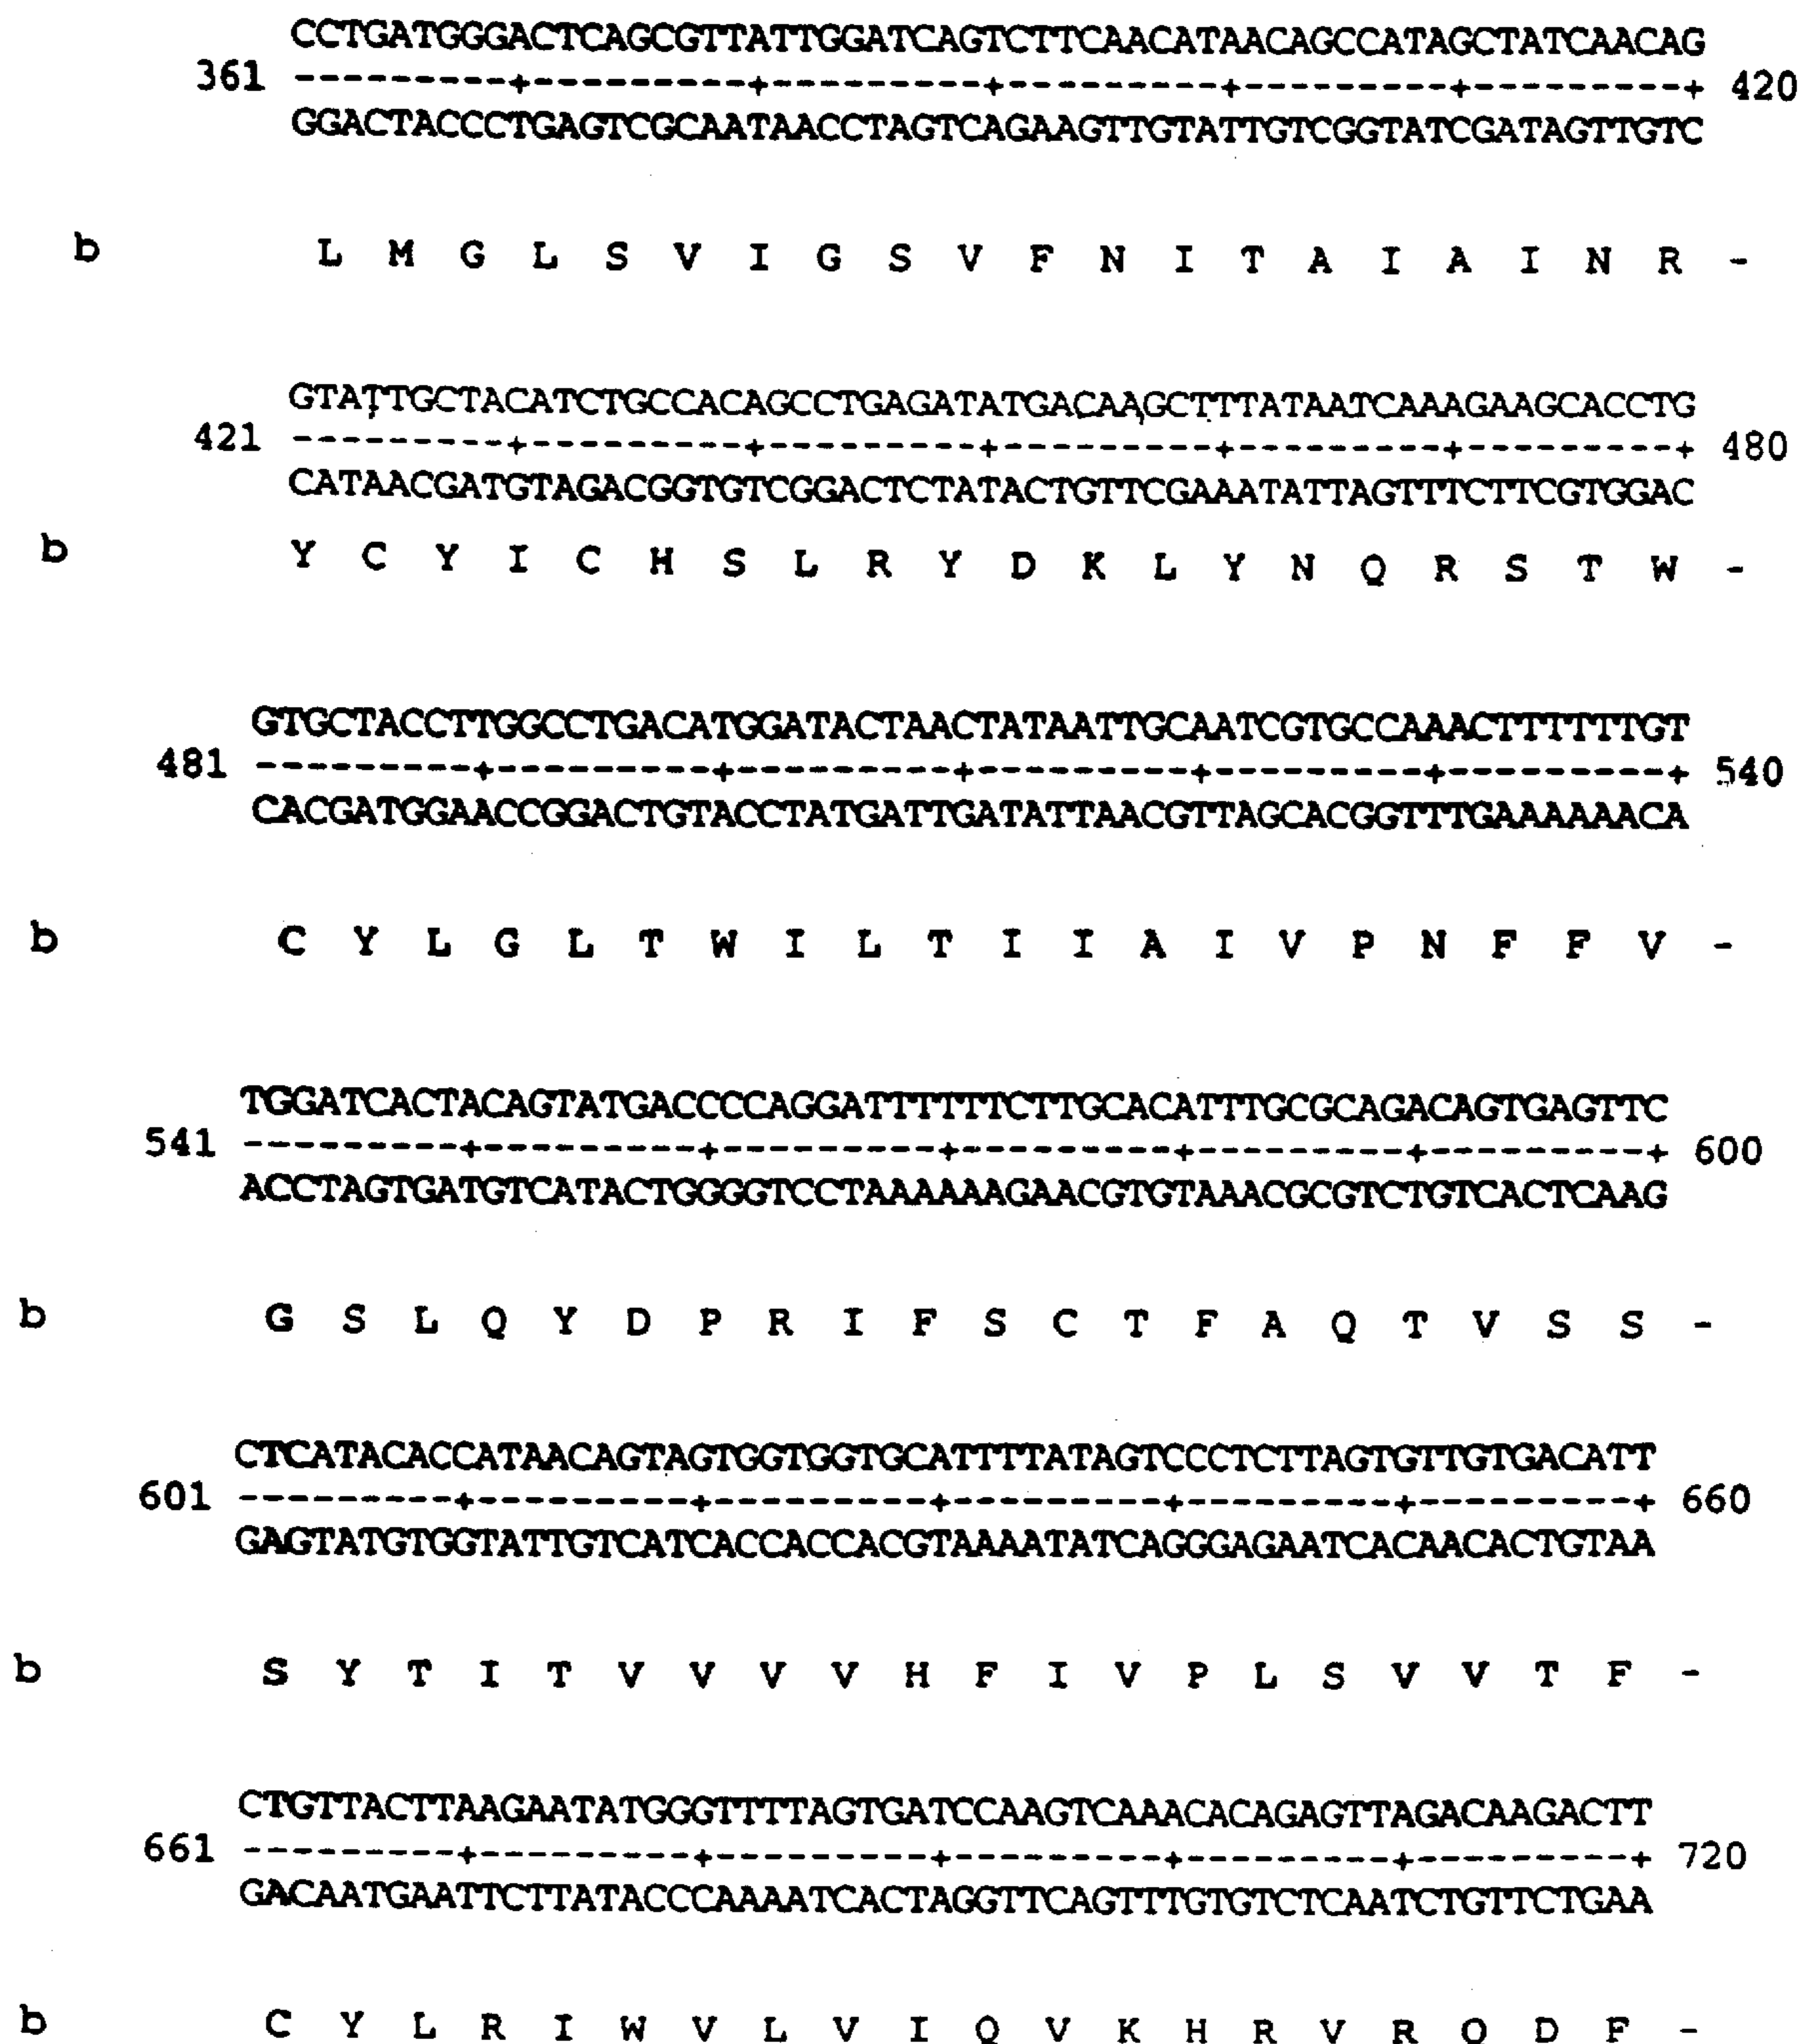 CCTGATGGGACTCAGCGTTATTGGATCAGTCTTCAACATAACAGCCATAGCTATCAACAG
361 ---------+---------+---------+---------+---------+---------+ 420
GGACTACCCTGAGTCGCAATAACCTAGTCAGAAGTTGTATTGTCGGTATCGATAGTTGTC
b L M G L S V I G S V F N I T A I A I N R -
GTATTGCTACATCTGCCACAGCCTGAGATATGACAAGCTTTATAATCAAAGAAGCACCTG
421 ---------+---------+---------+---------+---------+---------+ 480
CATAACGATGTAGACGGTGTCGGACTCTATACTGTTCGAAATATTAGTTTCTTCGTGGAC
b Y C Y I C H S L R Y D K L Y N Q R S T W -
GTGCTACCTTGGCCTGACATGGATACTAACTATAATTGCAATCGTGCCAAACTTTTTTGT
481 ---------+---------+---------+---------+---------+---------+ 540
CACGATGGAACCGGACTGTACCTATGATTGATATTAACGTTAGCACGGTTTGAAAAAACA
b C Y L G L T W I L T I I A I V P N F F V -
TGGATCACTACAGTATGACCCCAGGATTTTTTCTTGCACATTTGCGCAGACAGTGAGTTC
541 ---------+---------+---------+---------+---------+---------+ 600
ACCTAGTGATGTCATACTGGGGTCCTAAAAAAGAACGTGTAAACGCGTCTGTCACTCAAG
b G S L Q Y D P R I F S C T F A Q T V S S -
CTCATACACCATAACAGTAGTGGTGGTGCATTTTATAGTCCCTCTTAGTGTTGTGACATT
601 ---------+---------+---------+---------+---------+---------+ 660
GAGTATGTGGTATTGTCATCACCACCACGTAAAATATCAGGGAGAATCACAACACTGTAA
b S Y T I T V V V V H F I V P L S V V T F -
CTGTTACTTAAGAATATGGGTTTTAGTGATCCAAGTCAAACACAGAGTTAGACAAGACTT
661 ---------+---------+---------+---------+---------+---------+ 720
GACAATGAATTCTTATACCCAAAATCACTAGGTTCAGTTTGTGTCTCAATCTGTTCTGAA
b C Y L R I W V L V I Q V K H R V R Q D F -